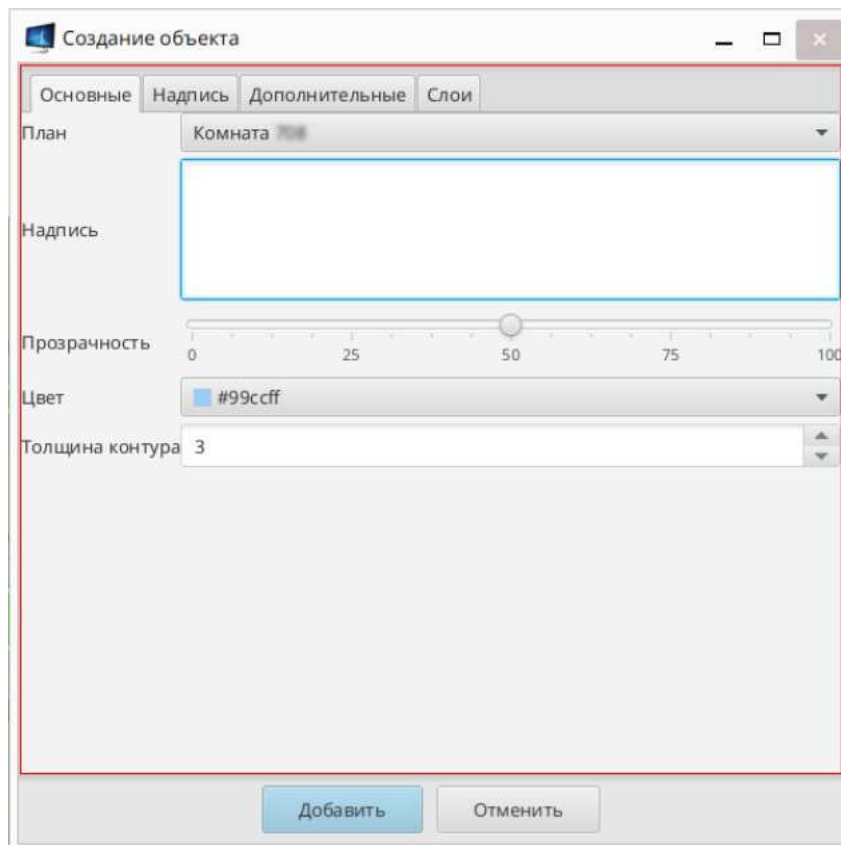 Создание объекта
Основные Надпись Дополнительные Слои
План Комната
Надпись
Прозрачность
0 25 50 75 100
Цвет #99ccff
Толщина контура 3
Добавить Отменить